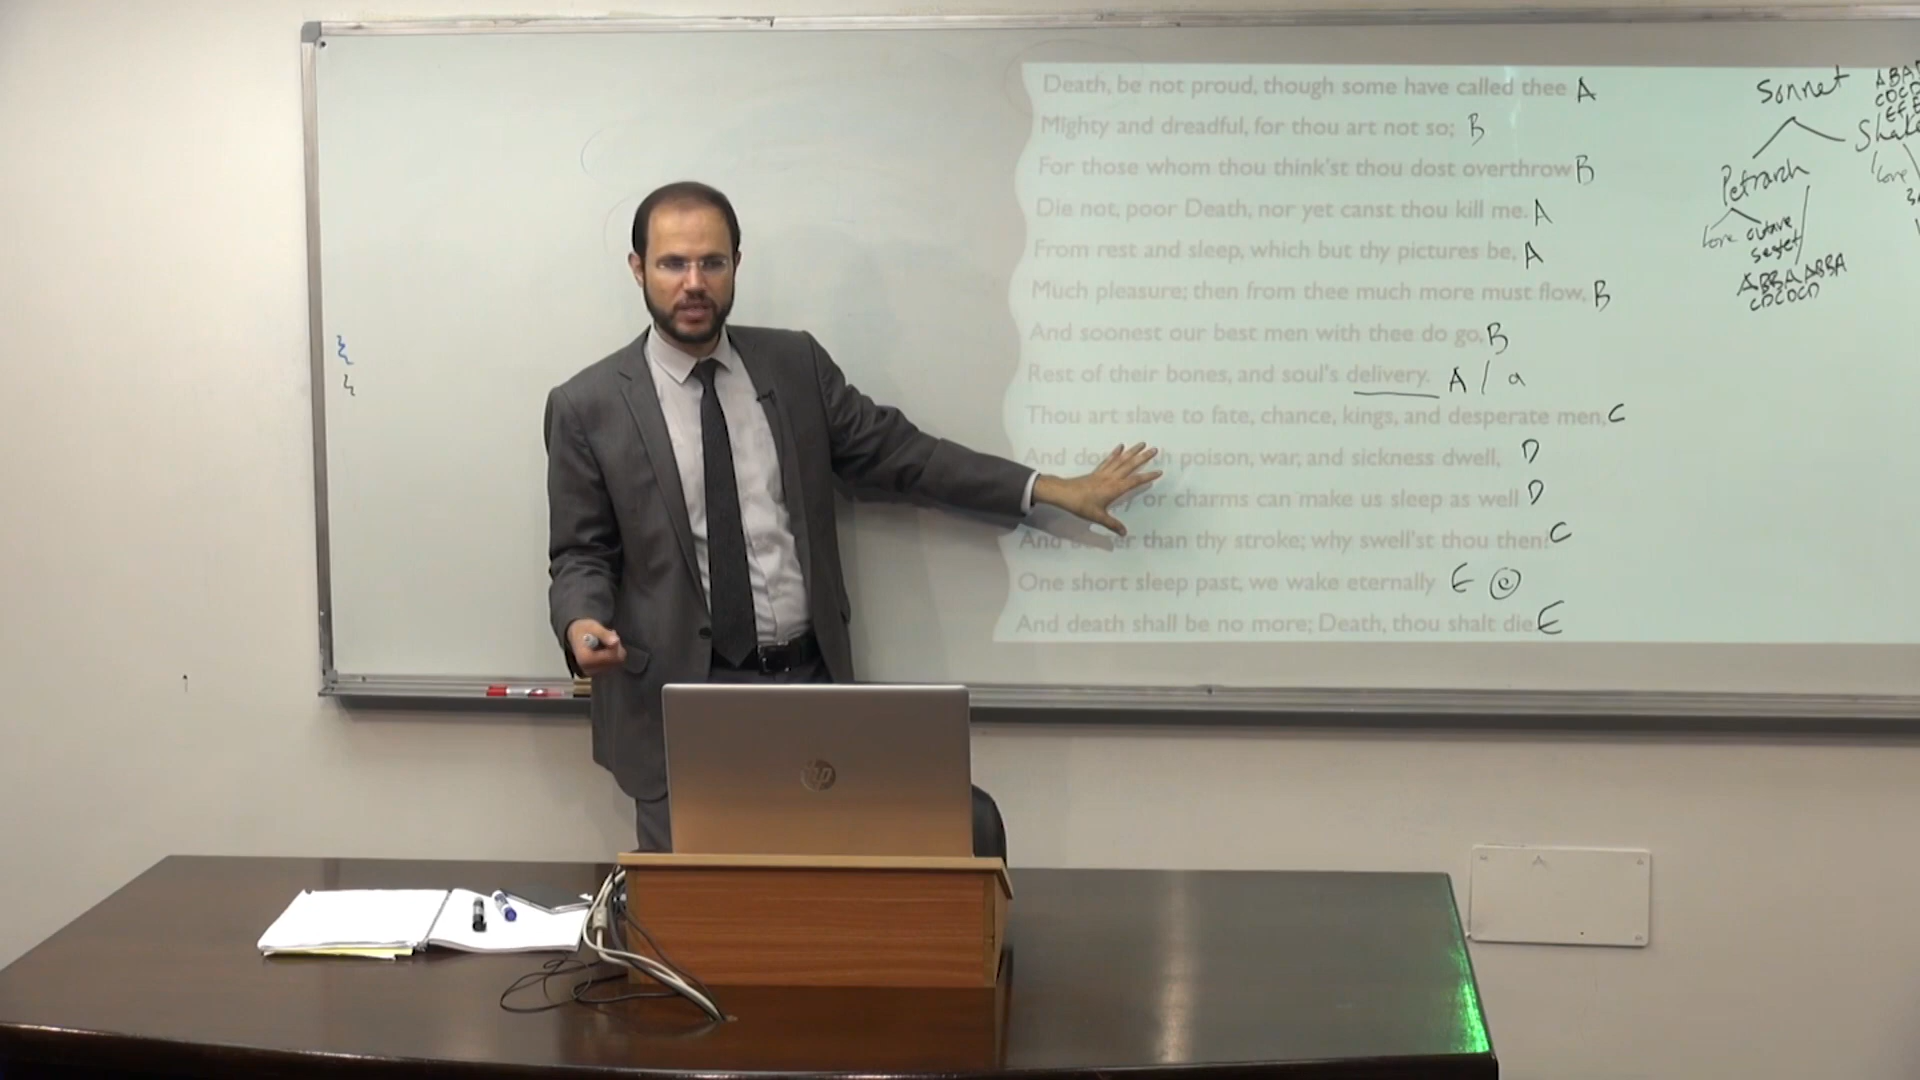 Death, be not proud, though some have called thee A
Mighty and dreadful, for thou art not so; B
For those whom thou think'st thou dost overthrow B
Die not, poor Death, nor yet canst thou kill me. A
From rest and sleep, which but thy pictures be, A
Much pleasure; then from thee much more must flow, B
And soonest our best men with thee do go, B
Rest of their bones, and soul's delivery. A / a
Thou art slave to fate, chance, kings, and desperate men, C
And poison, war, and sickness dwell, D
or charms can make us sleep as well D
And than thy stroke; why swell'st thou then? C
One short sleep past, we wake eternally E e
And death shall be no more; Death, thou shalt die E
Sonnet
Petrarch
Love octave
sestet
ABBA ABBA
CDCDCD
love
hp